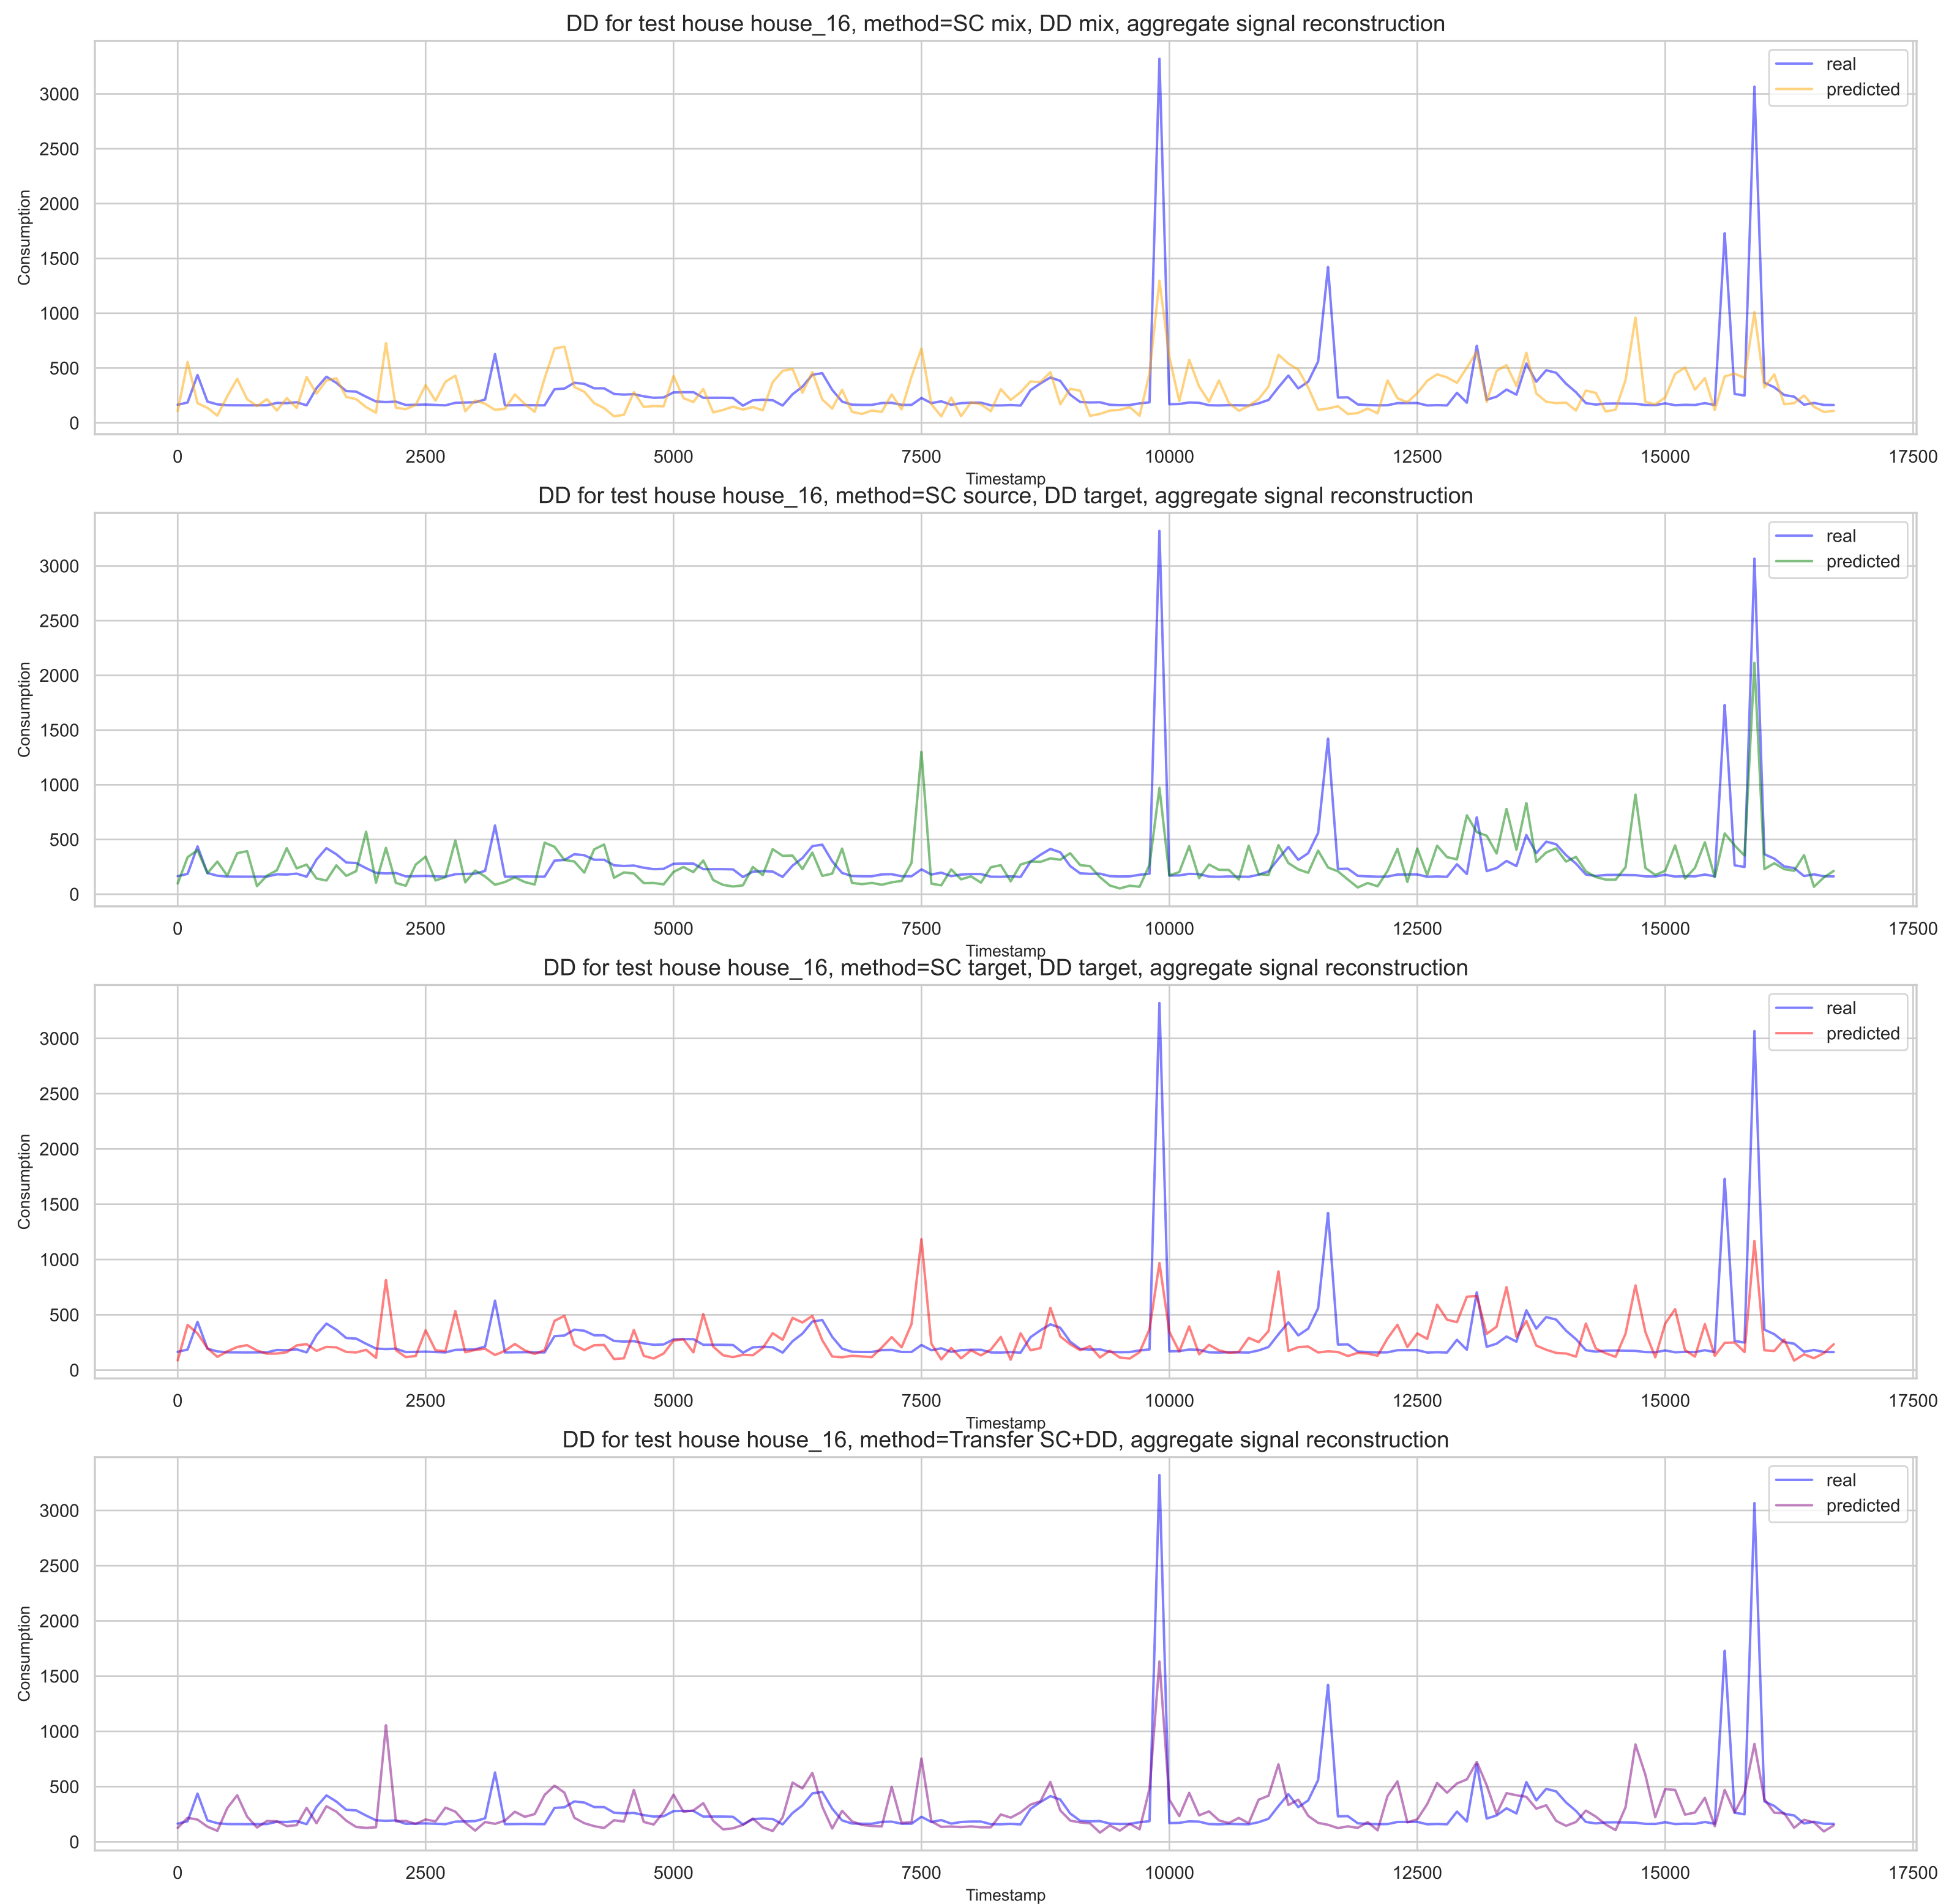 DD for test house house_16, method=SC mix, DD mix, aggregate signal reconstruction
real
predicted
3000
2500
2000
1500
1000
500
0
Consumption
0 2500 5000 7500 10000 12500 15000 17500
Timestamp
DD for test house house_16, method=SC source, DD target, aggregate signal reconstruction
real
predicted
3000
2500
2000
1500
1000
500
0
Consumption
0 2500 5000 7500 10000 12500 15000 17500
Timestamp
DD for test house house_16, method=SC target, DD target, aggregate signal reconstruction
real
predicted
3000
2500
2000
1500
1000
500
0
Consumption
0 2500 5000 7500 10000 12500 15000 17500
Timestamp
DD for test house house_16, method=Transfer SC+DD, aggregate signal reconstruction
real
predicted
3000
2500
2000
1500
1000
500
0
Consumption
0 2500 5000 7500 10000 12500 15000 17500
Timestamp